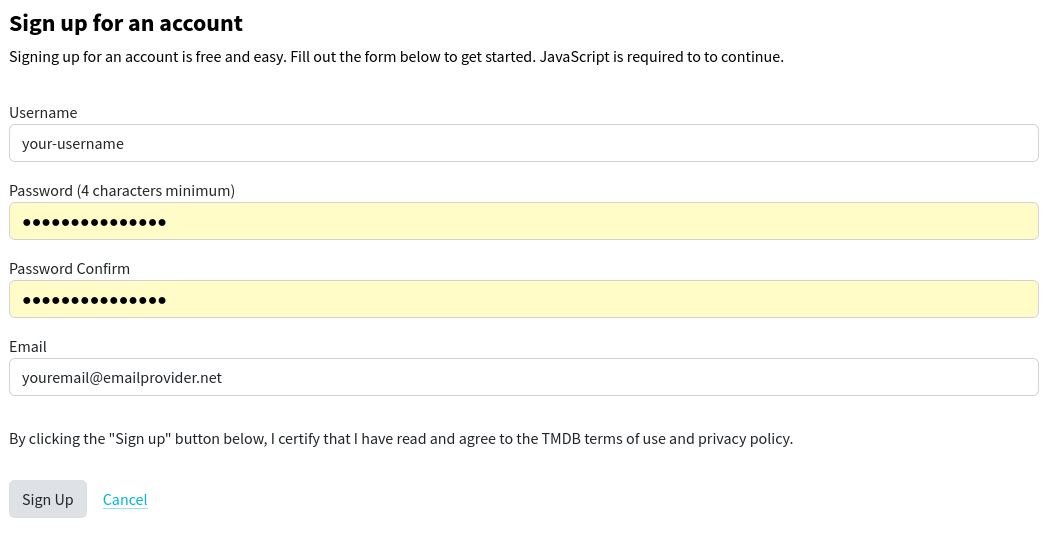 Sign up for an account
Signing up for an account is free and easy. Fill out the form below to get started. JavaScript is required to to continue.
Username
your-username
Password (4 characters minimum)
●●●●●●●●●●●●●●●
Password Confirm
●●●●●●●●●●●●●●●
Email
youremail@emailprovider.net
By clicking the "Sign up" button below, I certify that I have read and agree to the TMDB terms of use and privacy policy.
Sign Up Cancel